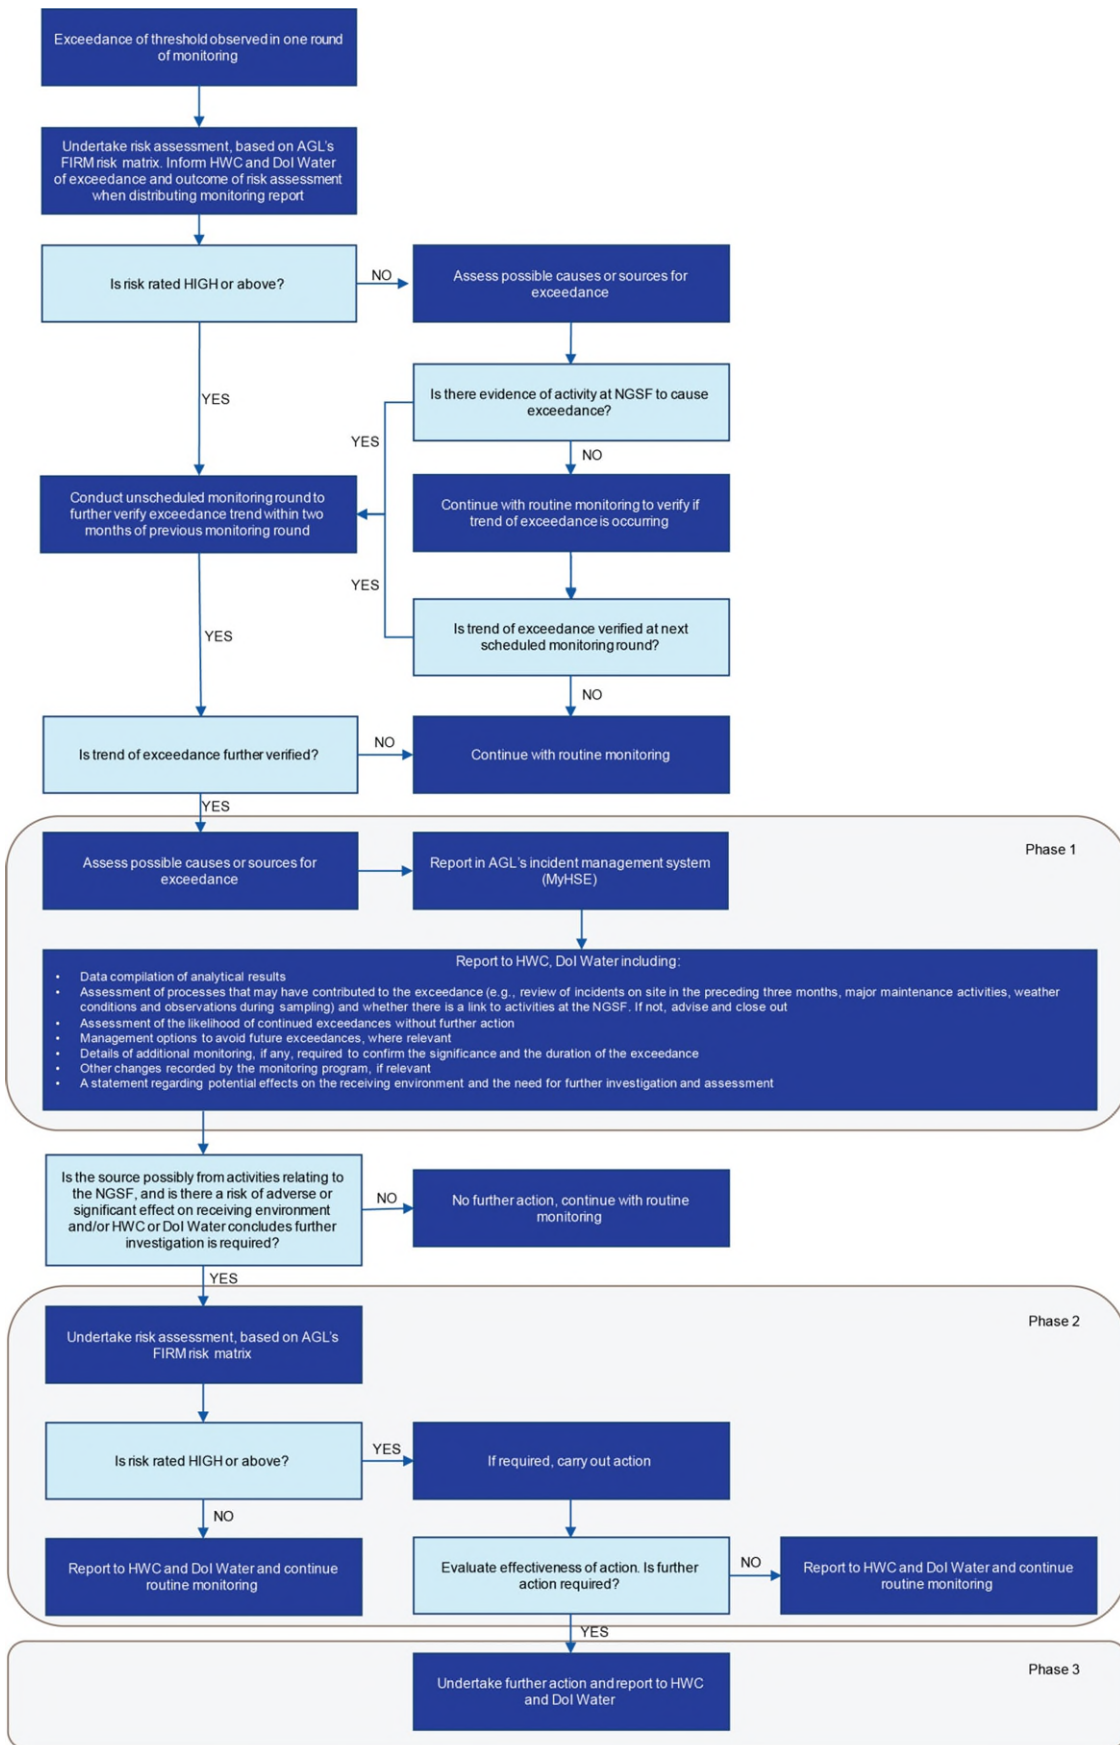 Exceedance of threshold observed in one round
of monitoring
Undertake risk assessment, based on AGL's
FIRM risk matrix. Inform HWC and DoI Water
of exceedance and outcome of risk assessment
when distributing monitoring report
Is risk rated HIGH or above?
NO
Assess possible causes or sources for
exceedance
YES
Is there evidence of activity at NGSF to cause
exceedance?
YES
NO
Conduct unscheduled monitoring round to
further verify exceedance trend within two
months of previous monitoring round
Continue with routine monitoring to verify if
trend of exceedance is occurring
YES
YES
Is trend of exceedance verified at next
scheduled monitoring round?
NO
Is trend of exceedance further verified?
NO
Continue with routine monitoring
YES
Phase 1
Assess possible causes or sources for
exceedance
Report in AGL's incident management system
(MyHSE)
Report to HWC, DoI Water including:
• Data compilation of analytical results
• Assessment of processes that may have contributed to the exceedance (e.g., review of incidents on site in the preceding three months, major maintenance activities, weather
conditions and observations during sampling) and whether there is a link to activities at the NGSF. If not, advise and close out
• Assessment of the likelihood of continued exceedances without further action
• Management options to avoid future exceedances, where relevant
• Details of additional monitoring, if any, required to confirm the significance and the duration of the exceedance
• Other changes recorded by the monitoring program, if relevant
• A statement regarding potential effects on the receiving environment and the need for further investigation and assessment
Is the source possibly from activities relating to
the NGSF, and is there a risk of adverse or
significant effect on receiving environment
and/or HWC or DoI Water concludes further
investigation is required?
NO
No further action, continue with routine
monitoring
YES
Phase 2
Undertake risk assessment, based on AGL's
FIRM risk matrix
Is risk rated HIGH or above?
YES
If required, carry out action
NO
Report to HWC and DoI Water and continue
routine monitoring
Evaluate effectiveness of action. Is further
action required?
NO
Report to HWC and DoI Water and continue
routine monitoring
YES
Phase 3
Undertake further action and report to HWC
and DoI Water